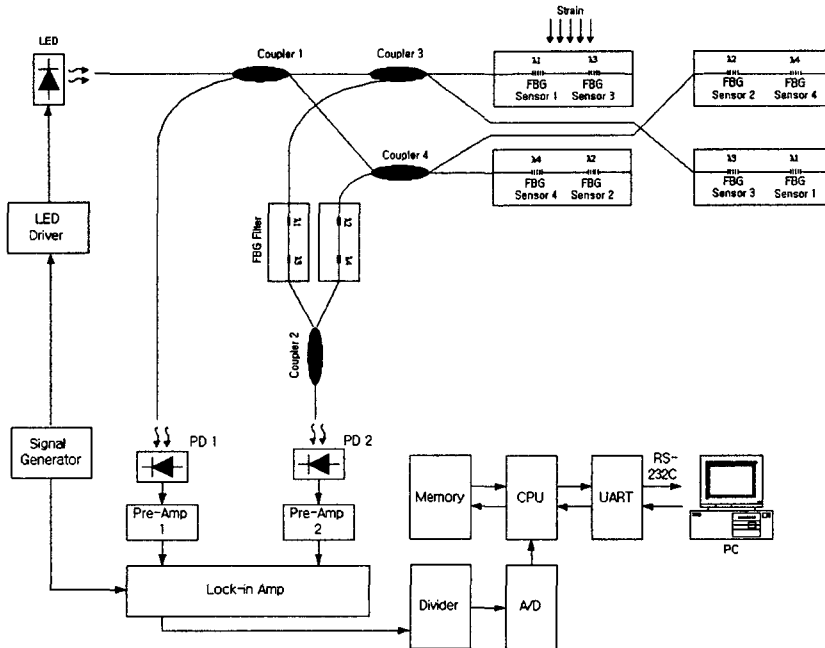 Strain
LED
Coupler 1
Coupler 3
λ1
λ3
FBG
Sensor 1
FBG
Sensor 3
λ2
λ4
FBG
Sensor 2
FBG
Sensor 4
Coupler 4
λ4
λ2
FBG
Sensor 4
FBG
Sensor 2
λ3
λ1
FBG
Sensor 3
FBG
Sensor 1
LED
Driver
FBG Filter
λ1
λ3
λ2
λ4
Coupler 2
Signal
Generator
PD 1
PD 2
Pre-Amp
1
Pre-Amp
2
Lock-in Amp
Memory
CPU
UART
RS-
232C
PC
Divider
A/D